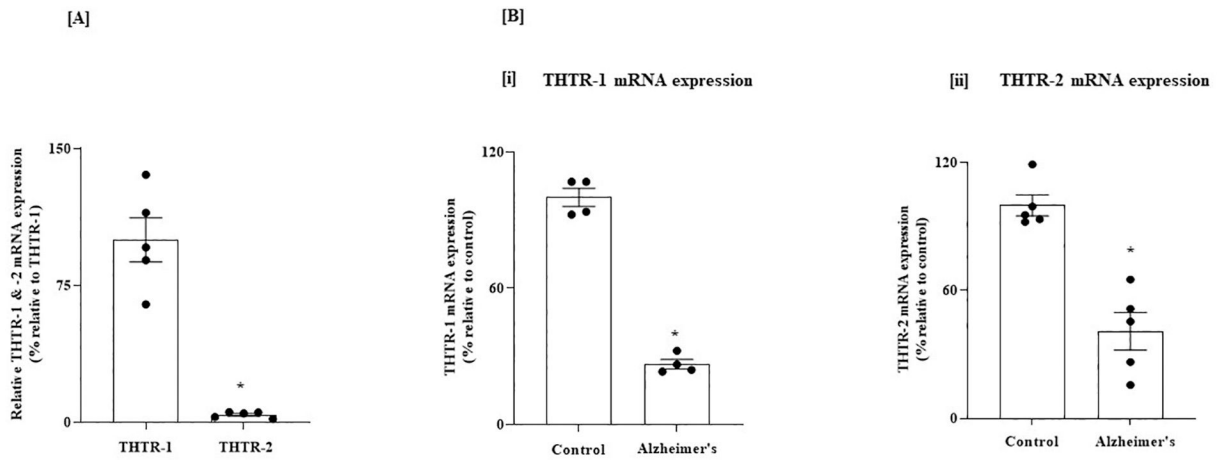 [A]
Relative THTR-1 & -2 mRNA expression
(% relative to THTR-1)
150
75
0
*
THTR-1 THTR-2
[B]
[i] THTR-1 mRNA expression
THTR-1 mRNA expression
(% relative to control)
120
60
0
*
Control Alzheimer's
[ii] THTR-2 mRNA expression
THTR-2 mRNA expression
(% relative to control)
120
60
0
*
Control Alzheimer's